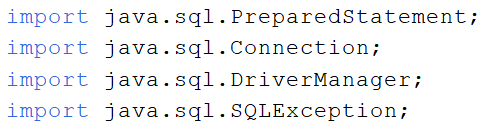 import java.sql.PreparedStatement;
import java.sql.Connection;
import java.sql.DriverManager;
import java.sql.SQLException;